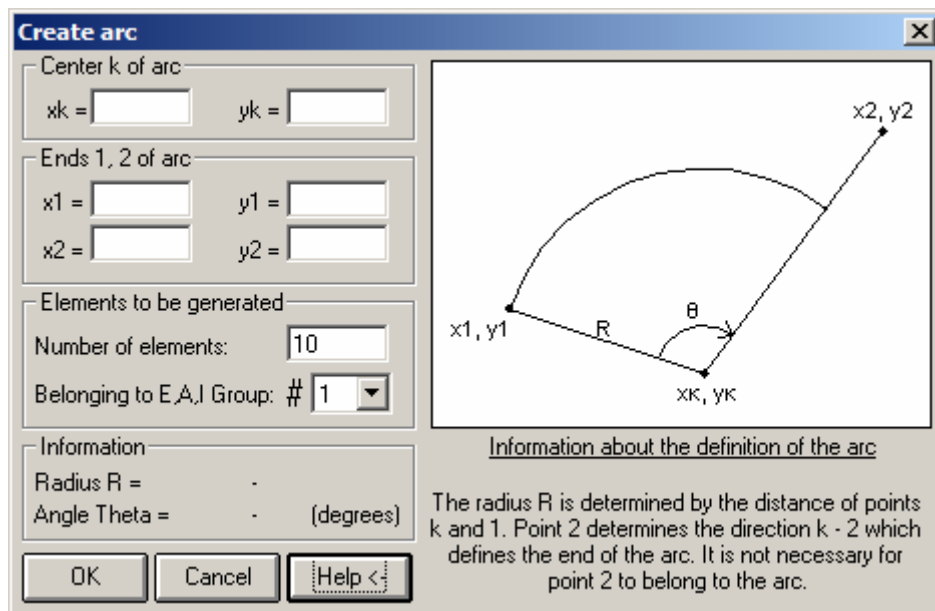 Create arc
Center k of arc
xk =
yk =
Ends 1, 2 of arc
x1 =
y1 =
x2 =
y2 =
Elements to be generated
Number of elements: 10
Belonging to E,A,I Group: # 1
Information
Radius R = -
Angle Theta = - (degrees)
OK
Cancel
Help <-
x2, y2
x1, y1
R
θ
xκ, yκ
Information about the definition of the arc
The radius R is determined by the distance of points
k and 1. Point 2 determines the direction k - 2 which
defines the end of the arc. It is not necessary for
point 2 to belong to the arc.